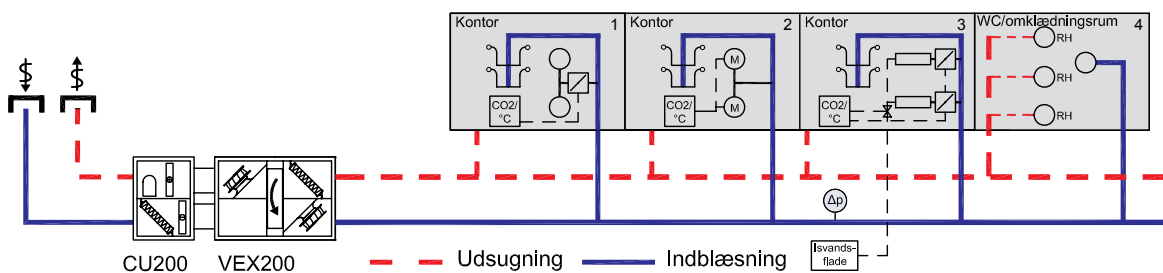 Kontor 1
Kontor 2
Kontor 3
WC/omklædningsrum 4
RH
RH
RH
M
M
CO2/
°C
CO2/
°C
CO2/
°C
Δp
Isvands-
flade
CU200
VEX200
Udsugning
Indblæsning